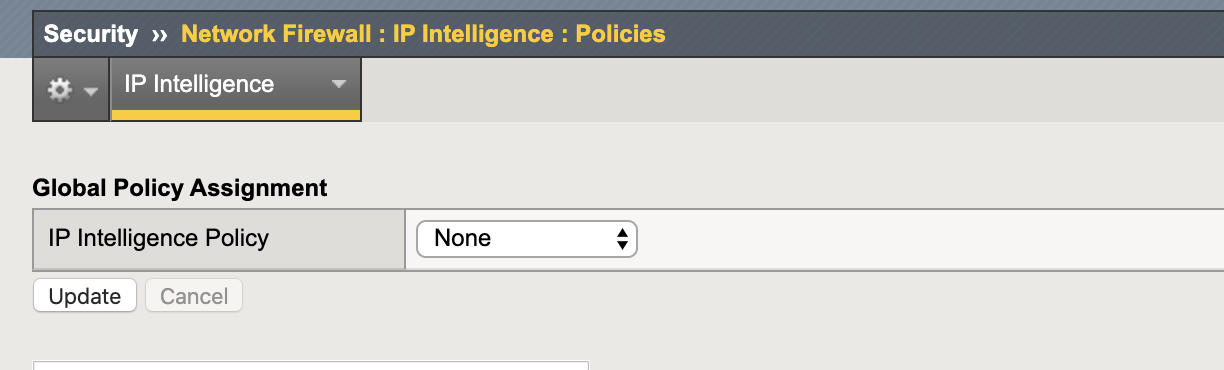 Security ›› Network Firewall : IP Intelligence : Policies
IP Intelligence
Global Policy Assignment
IP Intelligence Policy None
Update Cancel